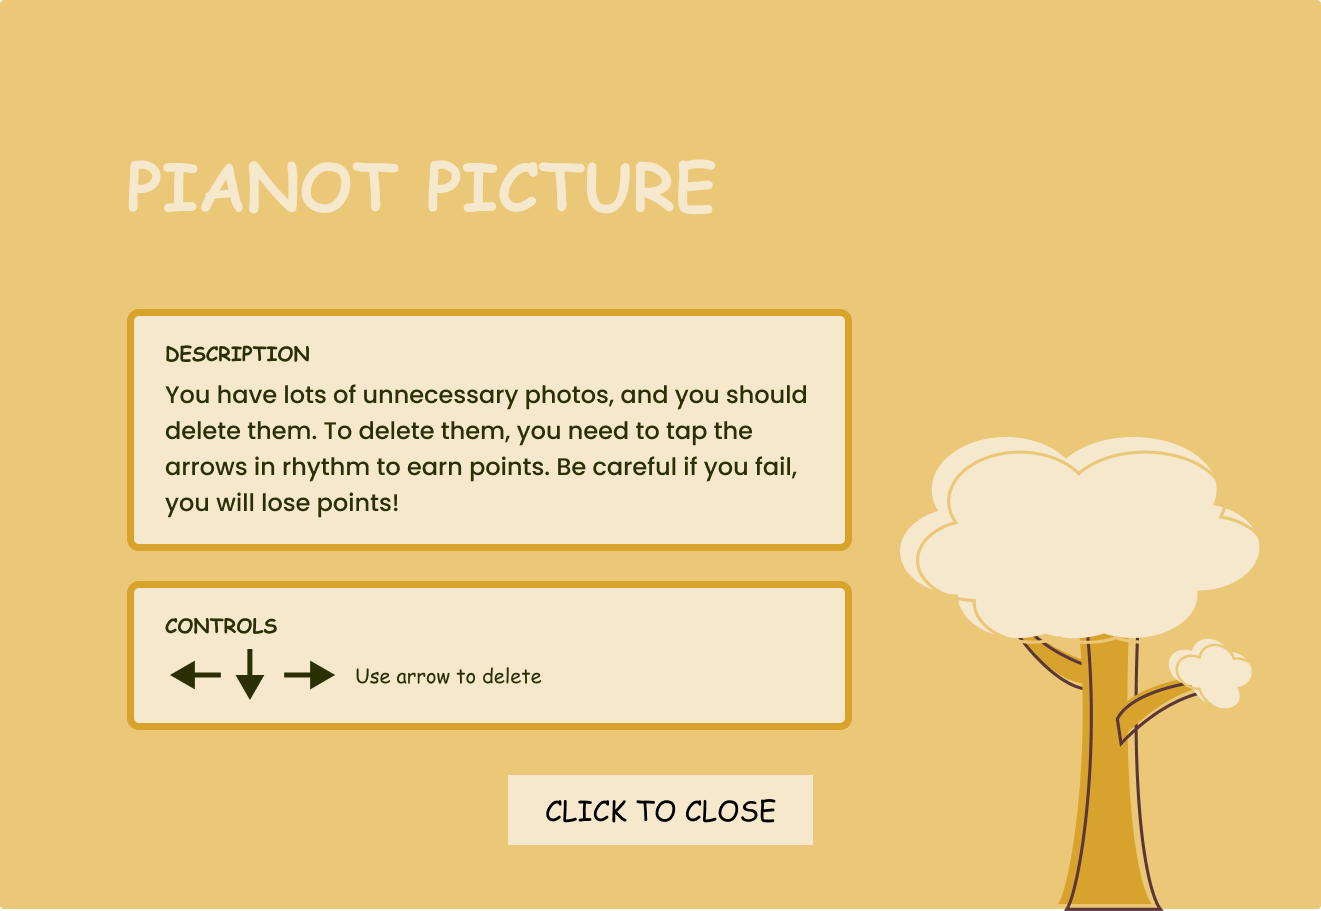 PIANOT PICTURE
DESCRIPTION
You have lots of unnecessary photos, and you should
delete them. To delete them, you need to tap the
arrows in rhythm to earn points. Be careful if you fail,
you will lose points!
CONTROLS
Use arrow to delete
CLICK TO CLOSE